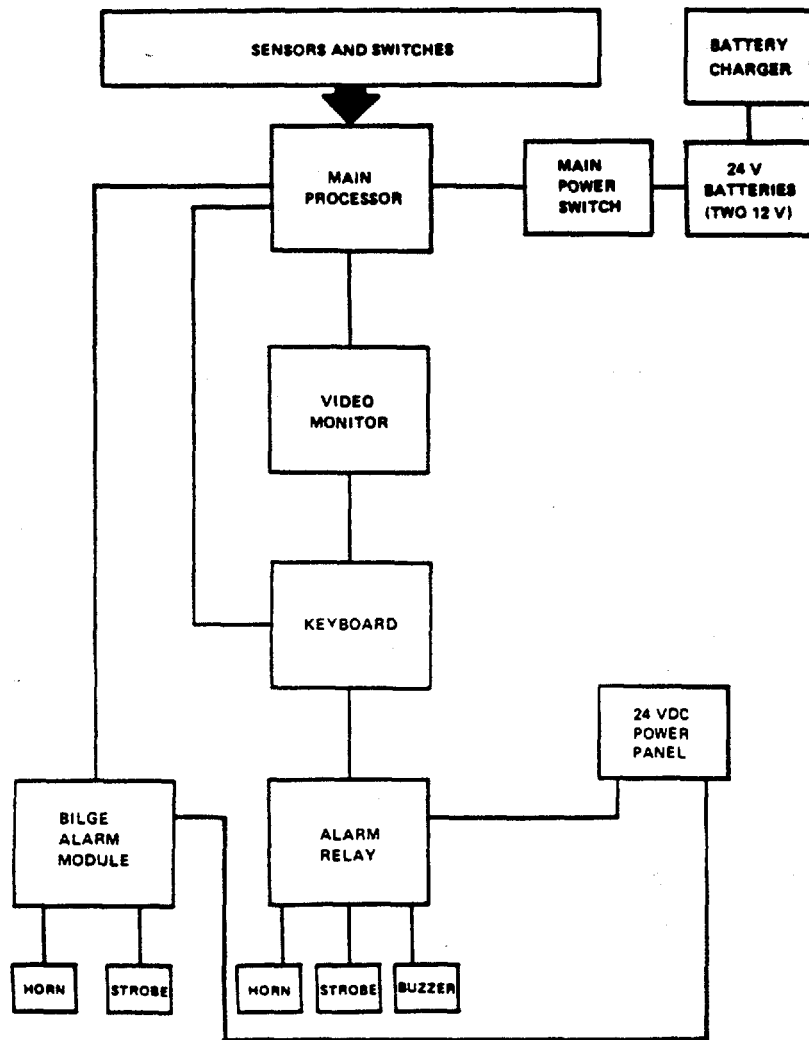 SENSORS AND SWITCHES
BATTERY
CHARGER
MAIN
PROCESSOR
MAIN
POWER
SWITCH
24 V
BATTERIES
(TWO 12 V)
VIDEO
MONITOR
KEYBOARD
24 VDC
POWER
PANEL
BILGE
ALARM
MODULE
ALARM
RELAY
HORN
STROBE
HORN
STROBE
BUZZER